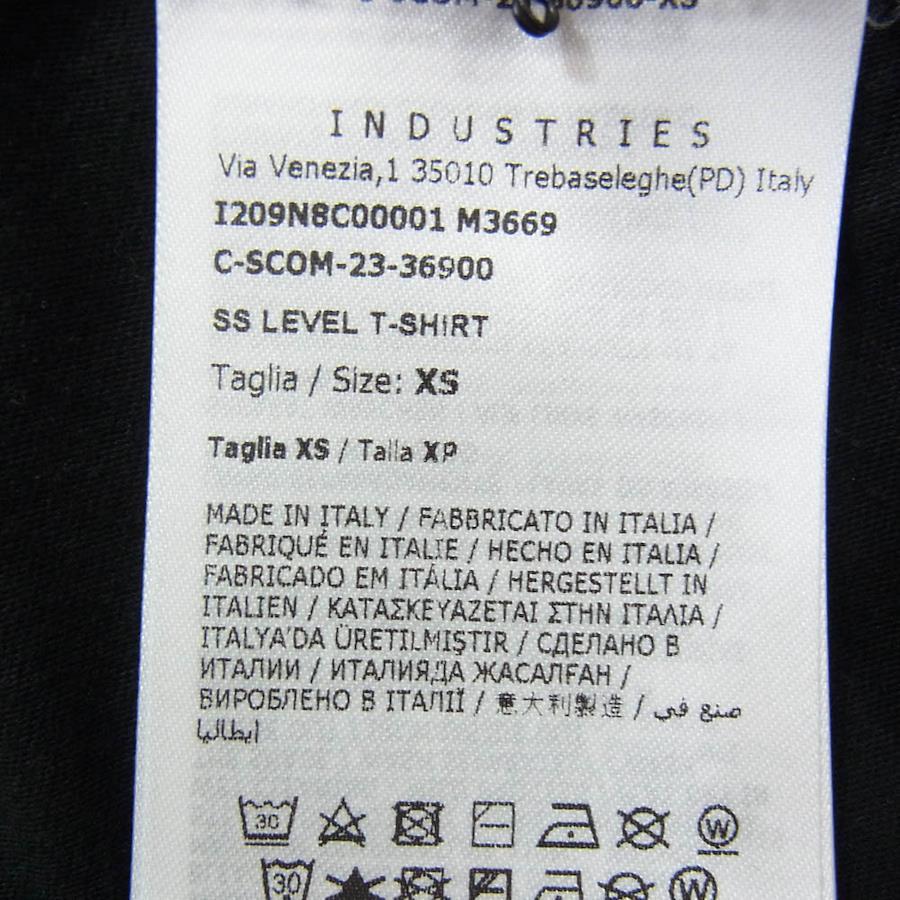 INDUSTRIES
Via Venezia,1 35010 Trebaseleghe(PD) Italy
I209N8C00001 M3669
C-SCOM-23-36900
SS LEVEL T-SHIRT
Taglia / Size: XS
Taglia XS / Talla XP
MADE IN ITALY / FABBRICATO IN ITALIA /
FABRIQUÉ EN ITALIE / HECHO EN ITALIA /
FABRICADO EM ITÁLIA / HERGESTELLT IN
ITALIEN / ΚΑΤΑΣΚΕΥΑΖΕΤΑΙ ΣΤΗΝ ΙΤΑΛΙΑ /
ITALYA'DA ÜRETILMIŞTIR / СДЕЛАНО В
ИТАЛИИ / ИТАЛИЯДА ЖАСАЛҒАН /
ВИРОБЛЕНО В ІТАЛІЇ / 意大利製造 / صنع في
ايطاليا
30 W
30 W